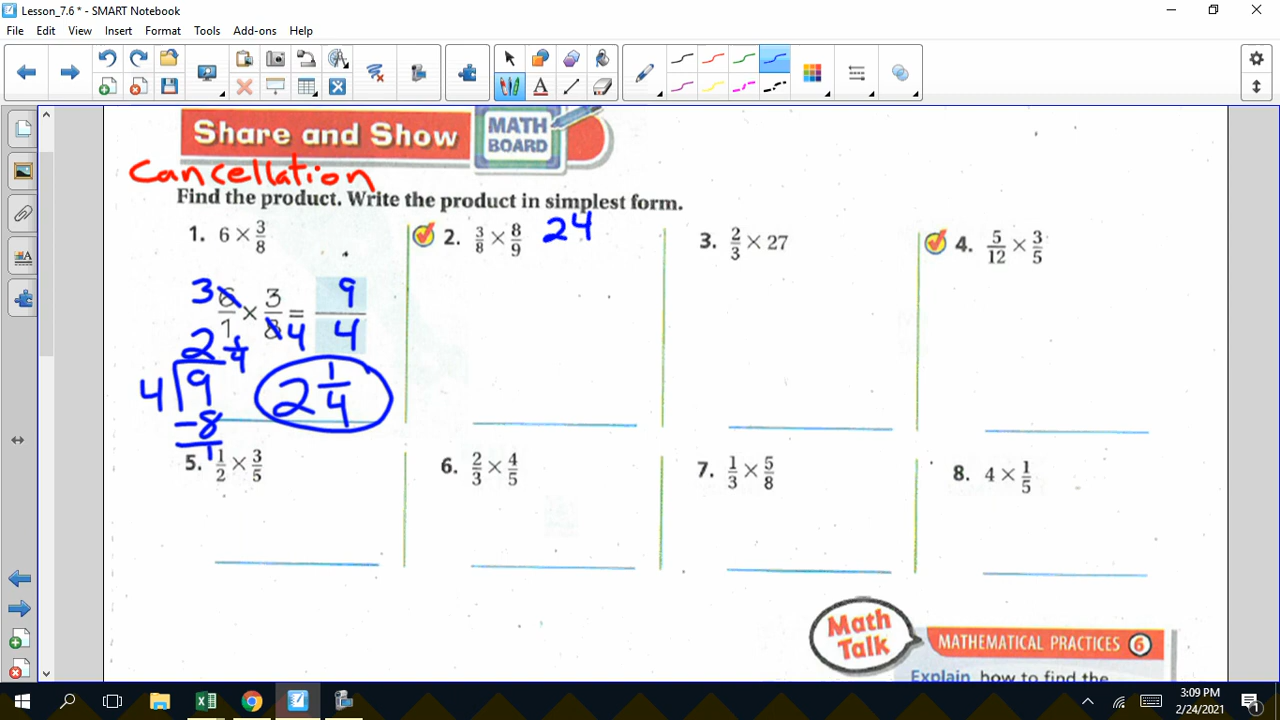 Lesson_7.6 * - SMART Notebook
File Edit View Insert Format Tools Add-ons Help
Share and Show
MATH
BOARD
Cancellation
Find the product. Write the product in simplest form.
1. 6 × 3/8
2. 3/8 × 8/9 24
3. 2/3 × 27
4. 5/12 × 3/5
3 6/1 × 3/8 4 = 9/4
2 1/4
4 9
-8
1
2 1/4
5. 1/2 × 3/5
6. 2/3 × 4/5
7. 1/3 × 5/8
8. 4 × 1/5
Math
Talk
MATHEMATICAL PRACTICES 6
Explain how to find the
3:09 PM
2/24/2021